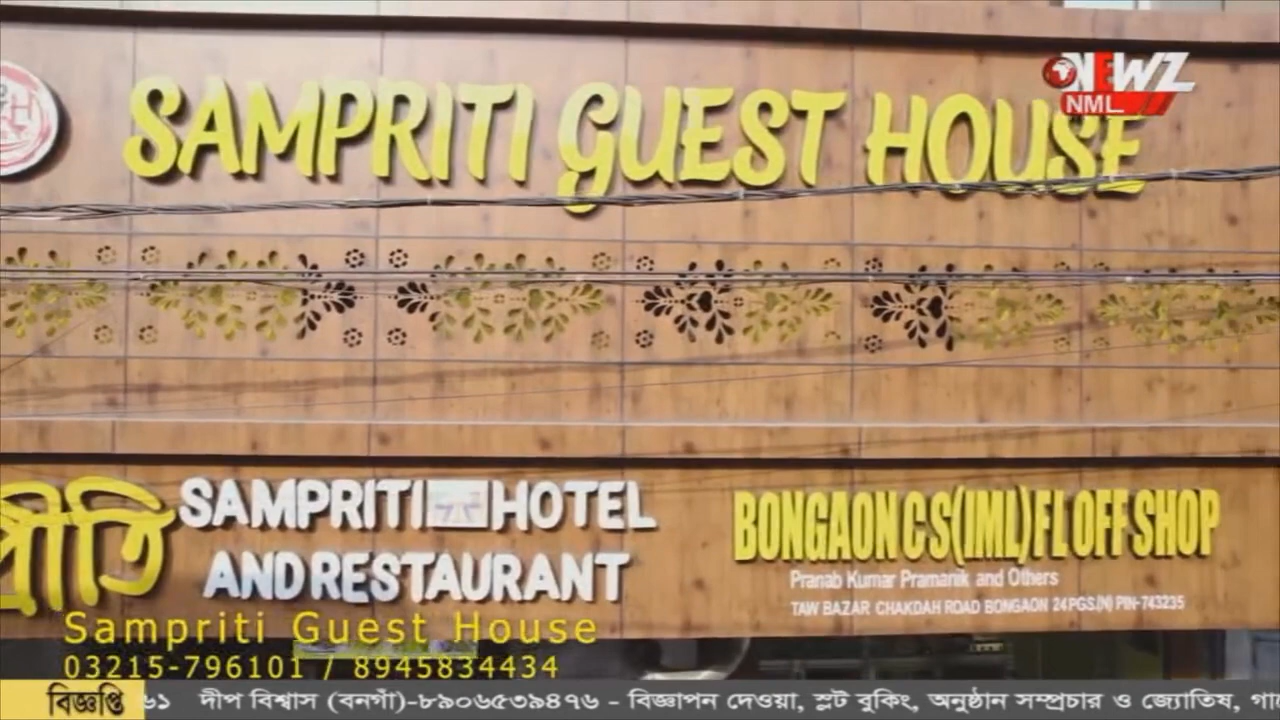 SAMPRITI GUEST HOUSE
NEWZ
NML
প্রীতি
SAMPRITI HOTEL
AND RESTAURANT
BONGAON CS(IML) FL OFF SHOP
Pranab Kumar Pramanik and Others
TAW BAZAR CHAKDAH ROAD BONGAON 24PGS.(N) PIN-743235
Sampriti Guest House
03215-796101 / 8945834434
বিজ্ঞপ্তি ৬১ দীপ বিশ্বাস (বনগাঁ)-৮৯০৬৫৩৯৪৭৬ - বিজ্ঞাপন দেওয়া, স্লট বুকিং, অনুষ্ঠান সম্প্রচার ও জ্যোতিষ,